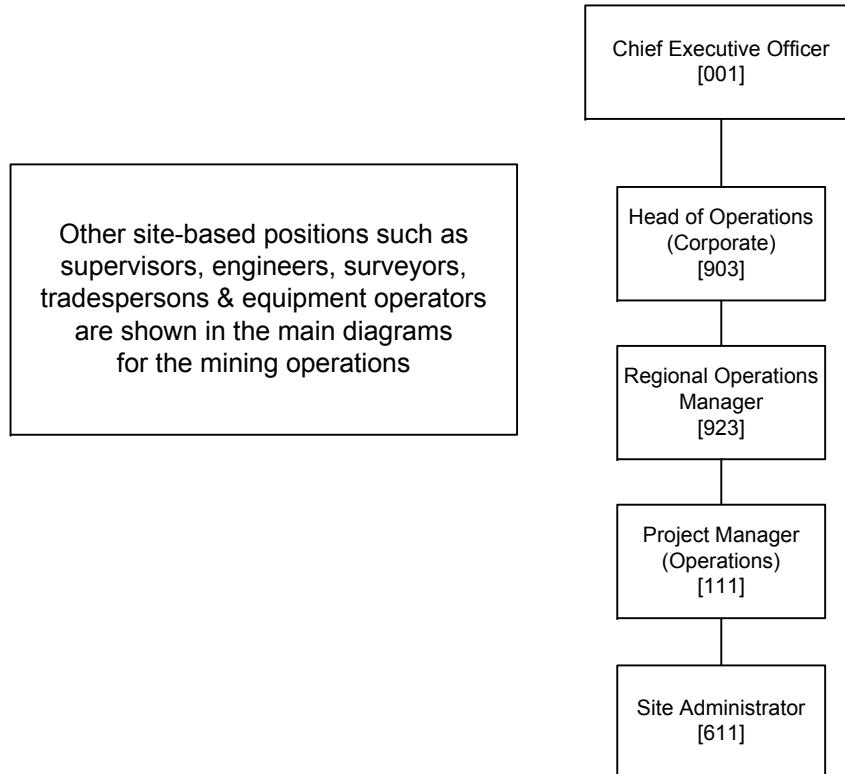 Chief Executive Officer
[001]
Other site-based positions such as
supervisors, engineers, surveyors,
tradespersons & equipment operators
are shown in the main diagrams
for the mining operations
Head of Operations
(Corporate)
[903]
Regional Operations
Manager
[923]
Project Manager
(Operations)
[111]
Site Administrator
[611]